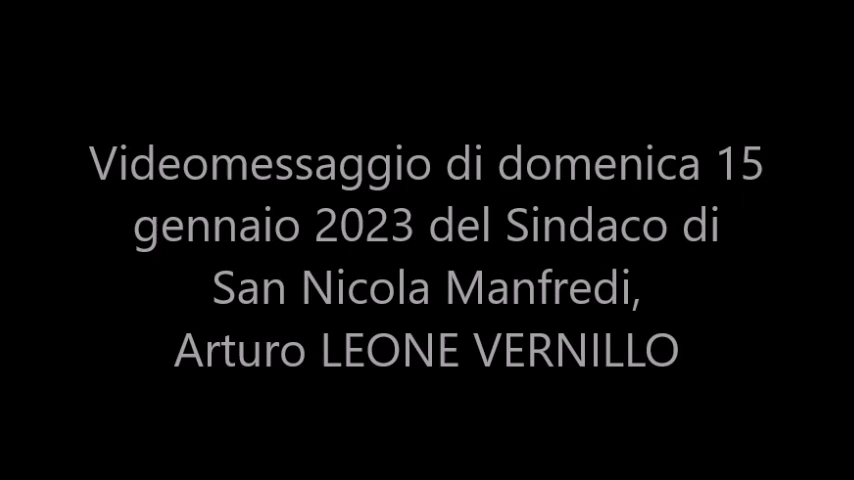 Videomessaggio di domenica 15
gennaio 2023 del Sindaco di
San Nicola Manfredi,
Arturo LEONE VERNILLO